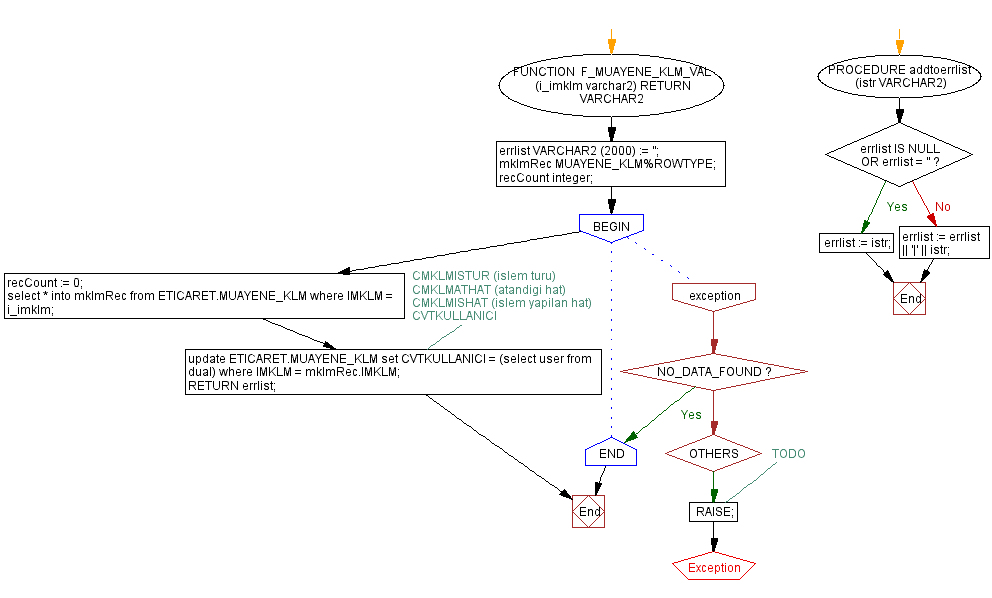 FUNCTION F_MUAYENE_KLM_VAL
(i_imklm varchar2) RETURN
VARCHAR2
errlist VARCHAR2 (2000) := '';
mklmRec MUAYENE_KLM%ROWTYPE;
recCount integer;
BEGIN
recCount := 0;
select * into mklmRec from ETICARET.MUAYENE_KLM where IMKLM =
i_imklm;
CMKLMISTUR (islem turu)
CMKLMATHAT (atandigi hat)
CMKLMISHAT (islem yapilan hat)
CVTKULLANICI
update ETICARET.MUAYENE_KLM set CVTKULLANICI = (select user from
dual) where IMKLM = mklmRec.IMKLM;
RETURN errlist;
exception
NO_DATA_FOUND ?
Yes
END
OTHERS
TODO
End
RAISE;
Exception
PROCEDURE addtoerrlist
(istr VARCHAR2)
errlist IS NULL
OR errlist = '' ?
Yes
No
errlist := istr;
errlist := errlist
|| '|' || istr;
End